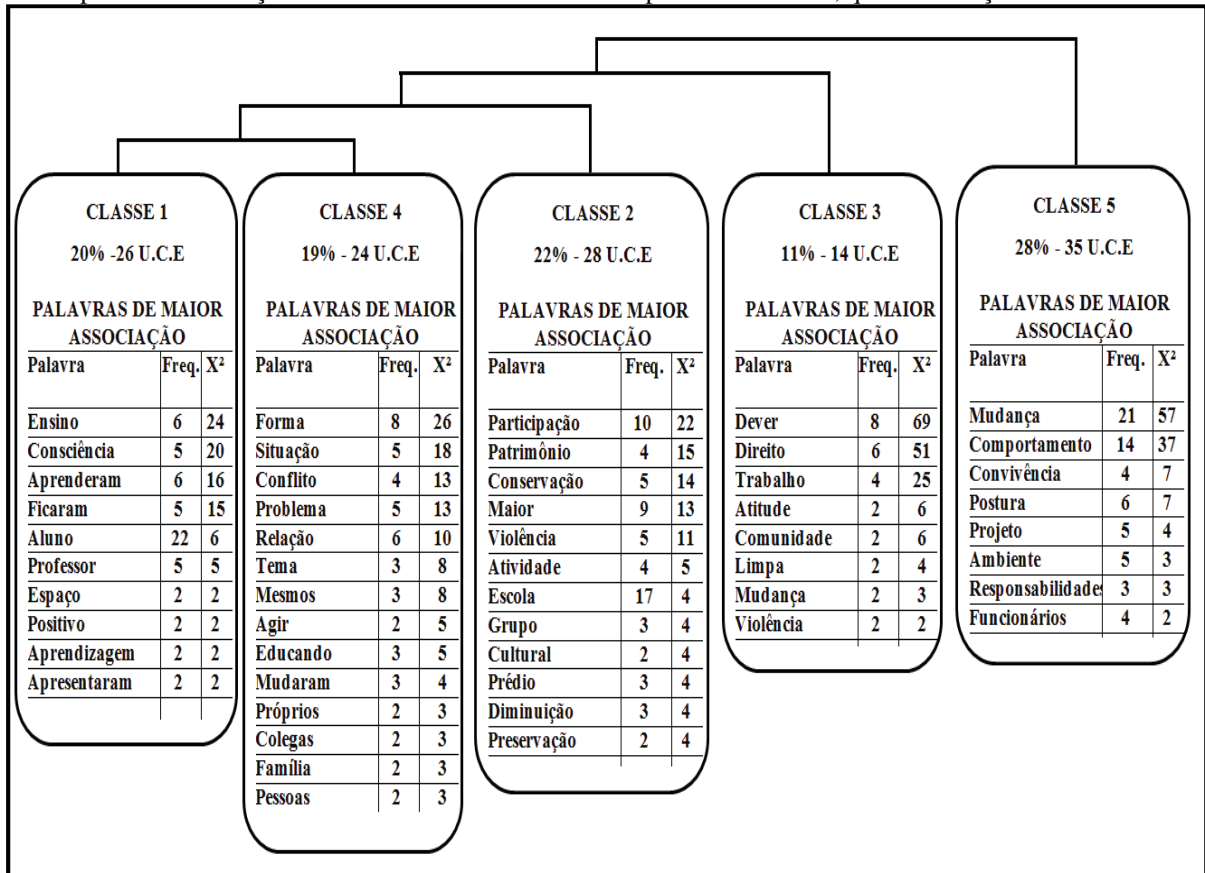 CLASSE 1
20% -26 U.C.E
PALAVRAS DE MAIOR
ASSOCIAÇÃO
Palavra Freq. X²
Ensino 6 24
Consciência 5 20
Aprenderam 6 16
Ficaram 5 15
Aluno 22 6
Professor 5 5
Espaço 2 2
Positivo 2 2
Aprendizagem 2 2
Apresentaram 2 2
CLASSE 4
19% - 24 U.C.E
PALAVRAS DE MAIOR
ASSOCIAÇÃO
Palavra Freq. X²
Forma 8 26
Situação 5 18
Conflito 4 13
Problema 5 13
Relação 6 10
Tema 3 8
Mesmos 3 8
Agir 2 5
Educando 3 5
Mudaram 3 4
Próprios 2 3
Colegas 2 3
Família 2 3
Pessoas 2 3
CLASSE 2
22% - 28 U.C.E
PALAVRAS DE MAIOR
ASSOCIAÇÃO
Palavra Freq. X²
Participação 10 22
Patrimônio 4 15
Conservação 5 14
Maior 9 13
Violência 5 11
Atividade 4 5
Escola 17 4
Grupo 3 4
Cultural 2 4
Prédio 3 4
Diminuição 3 4
Preservação 2 4
CLASSE 3
11% - 14 U.C.E
PALAVRAS DE MAIOR
ASSOCIAÇÃO
Palavra Freq. X²
Dever 8 69
Direito 6 51
Trabalho 4 25
Atitude 2 6
Comunidade 2 6
Limpa 2 4
Mudança 2 3
Violência 2 2
CLASSE 5
28% - 35 U.C.E
PALAVRAS DE MAIOR
ASSOCIAÇÃO
Palavra Freq. X²
Mudança 21 57
Comportamento 14 37
Convivência 4 7
Postura 6 7
Projeto 5 4
Ambiente 5 3
Responsabilidades 3 3
Funcionários 4 2